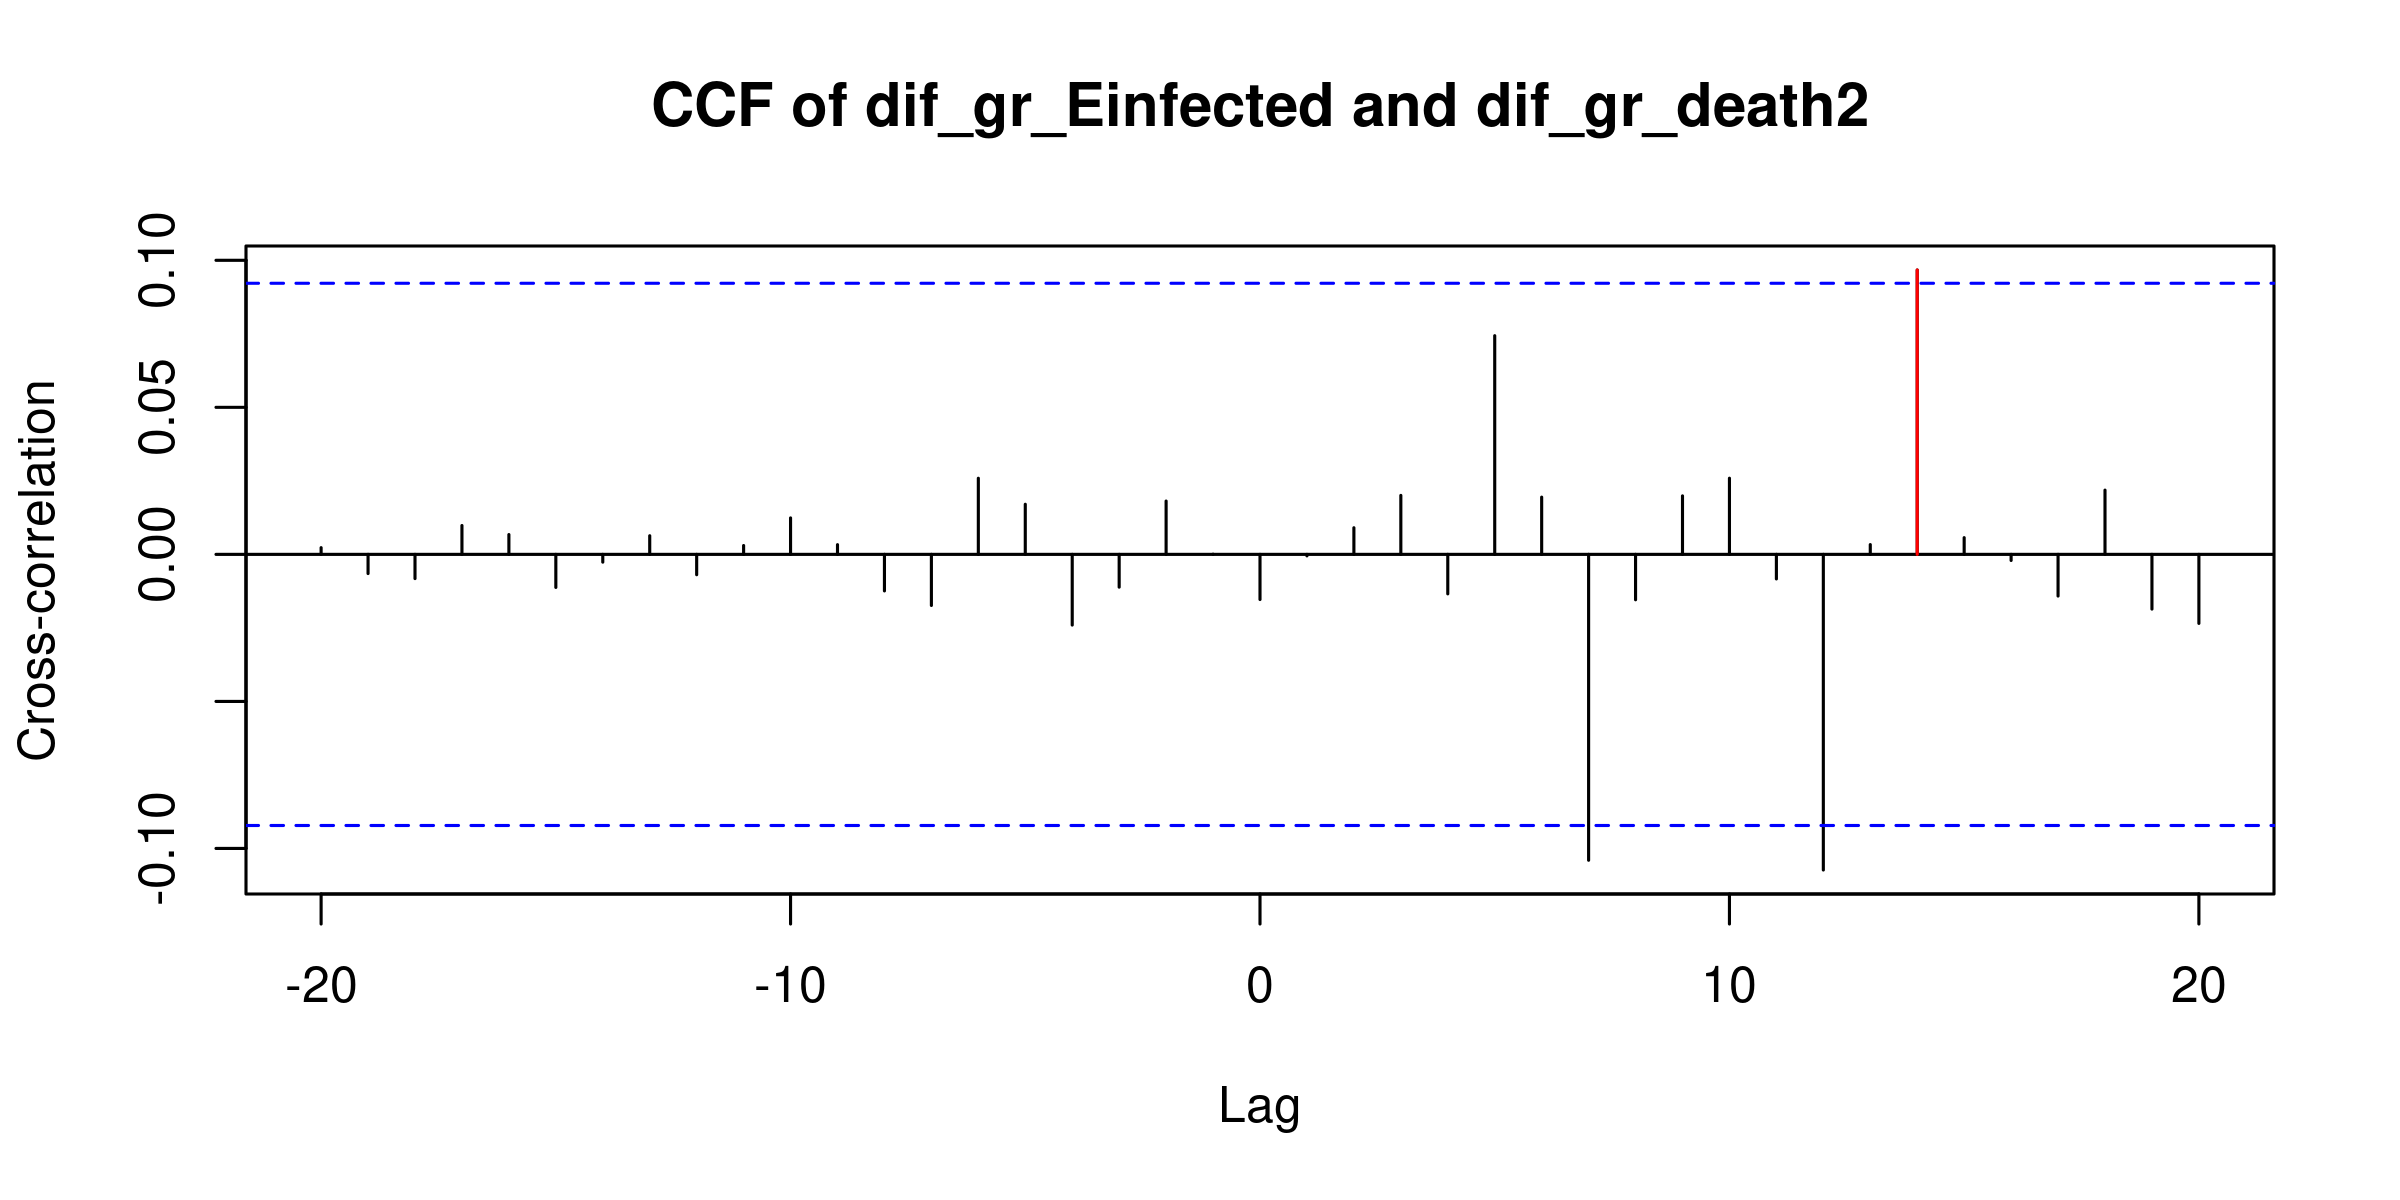 CCF of dif_gr_Einfected and dif_gr_death2
Cross-correlation
0.10
0.05
0.00
-0.10
-20 -10 0 10 20
Lag